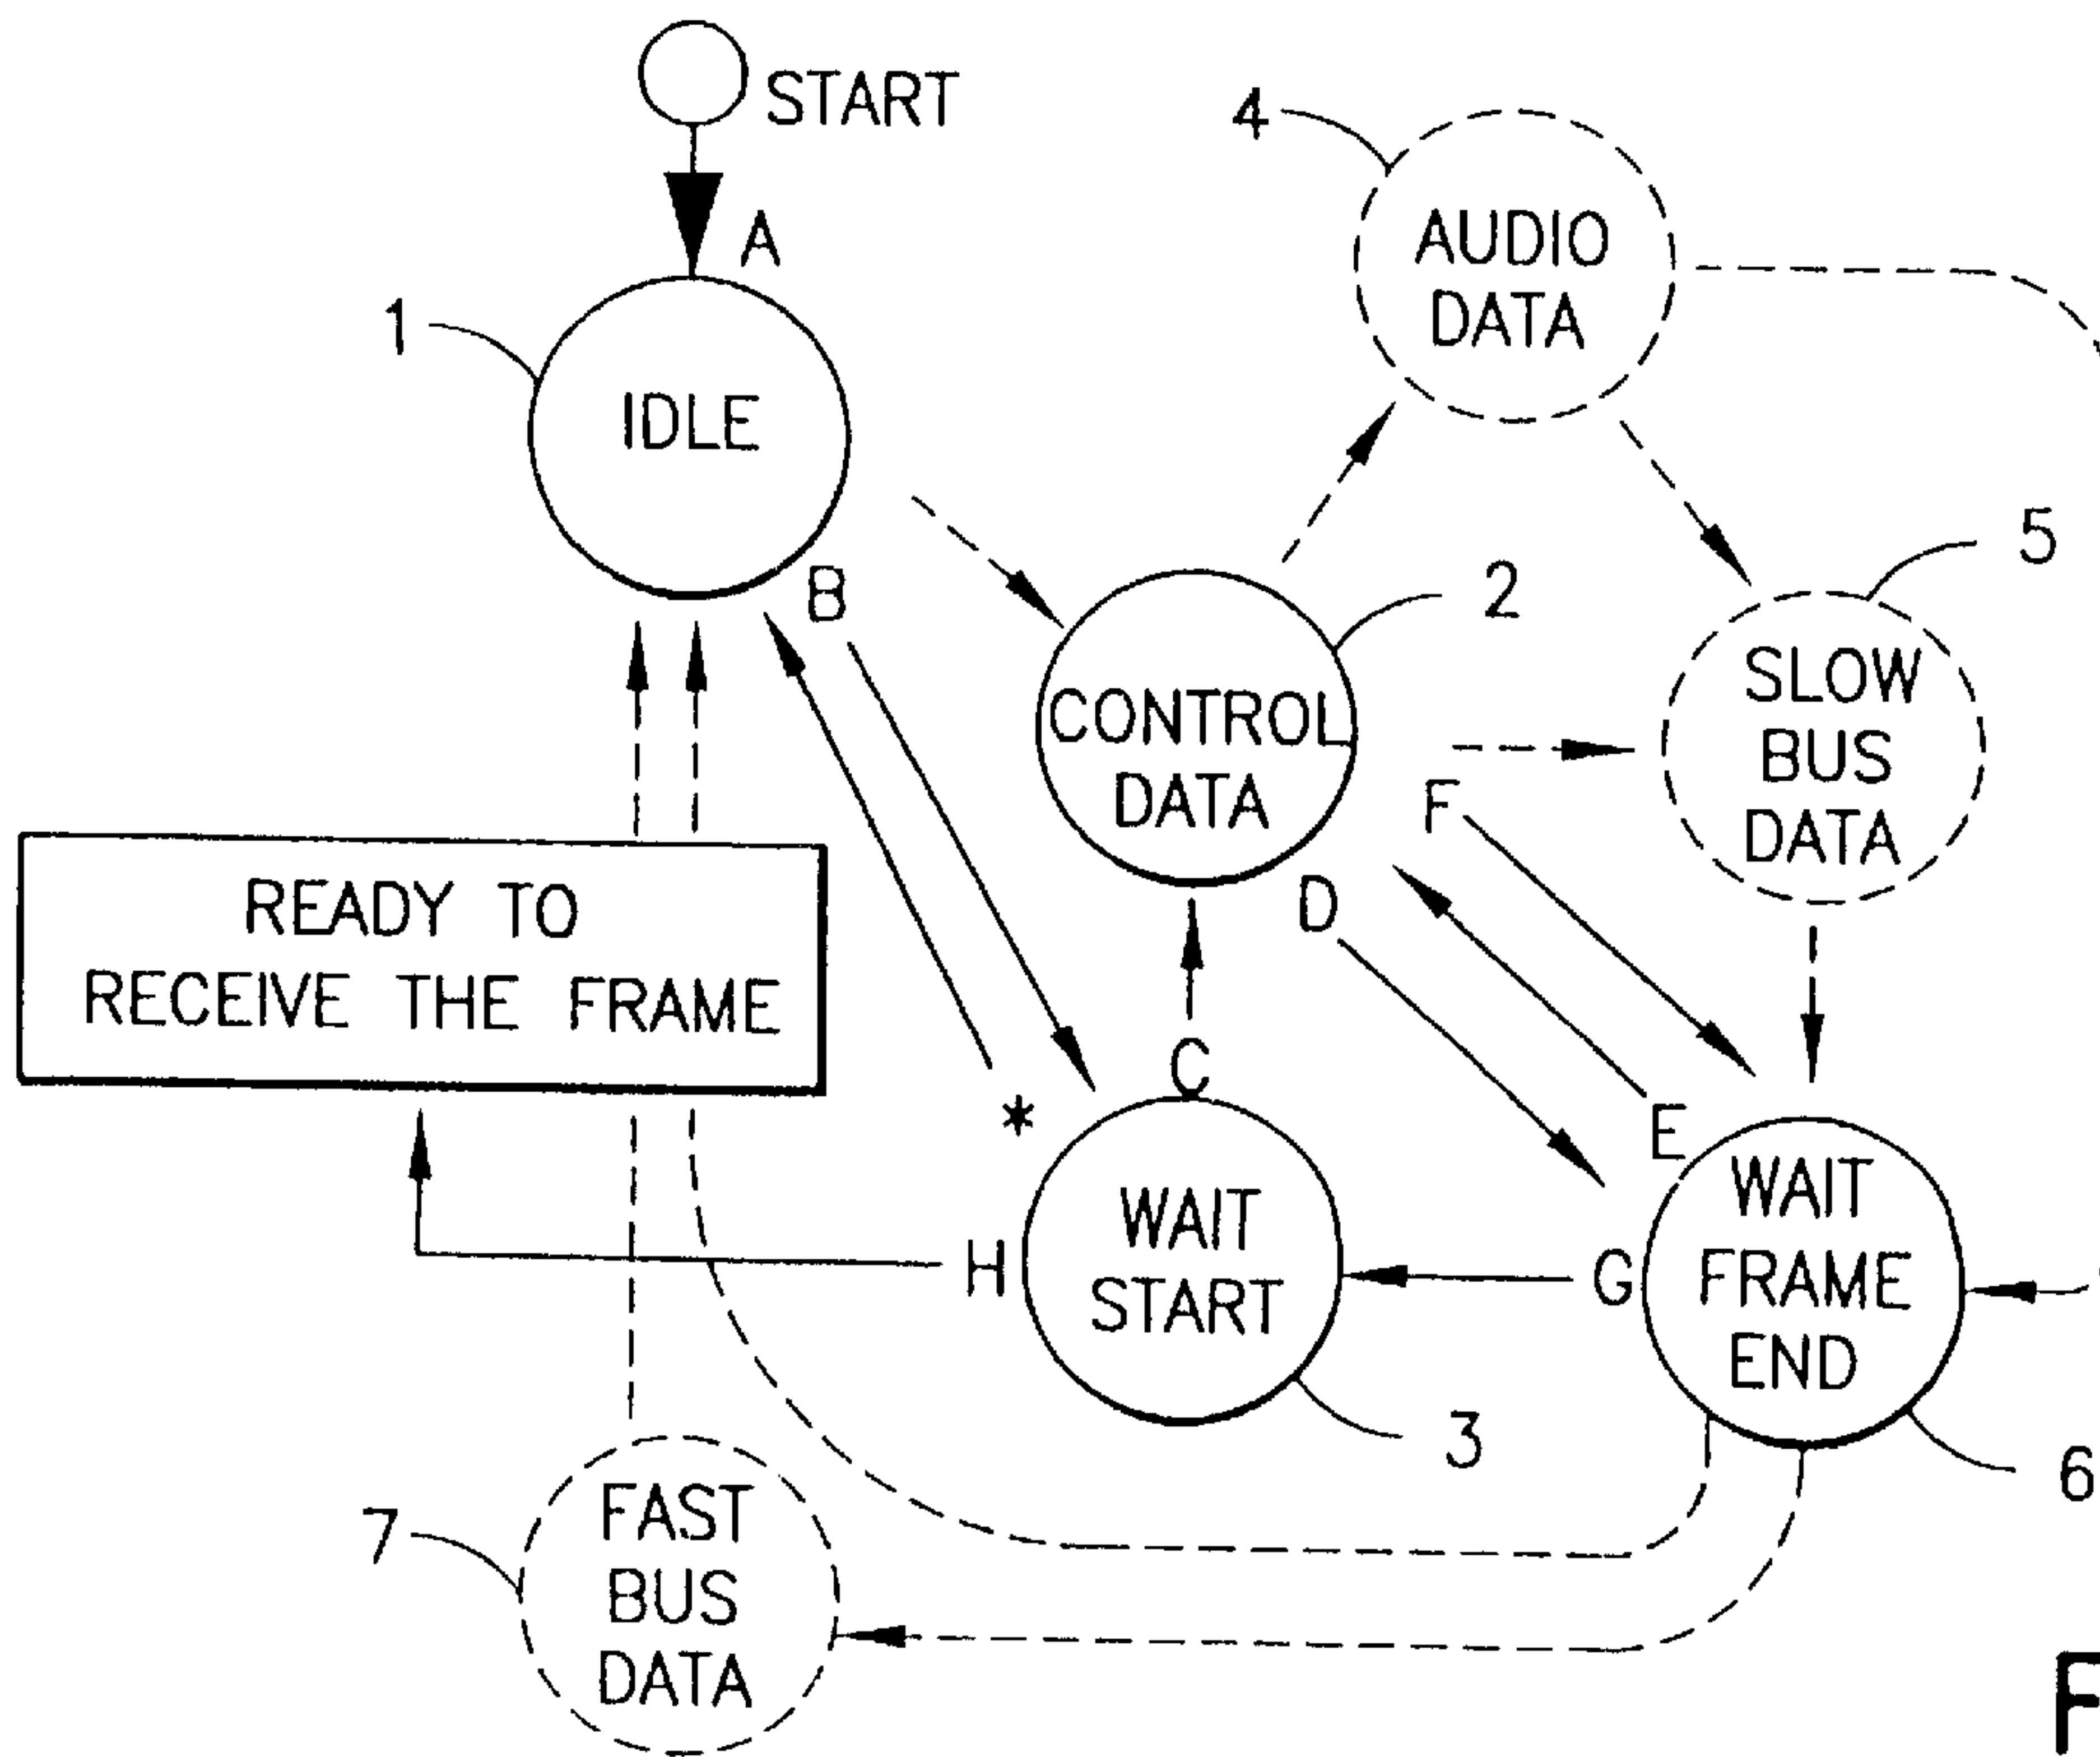 START
A
1
IDLE
B
4
AUDIO
DATA
5
SLOW
BUS
DATA
2
CONTROL
DATA
F
D
READY TO
RECEIVE THE FRAME
C
*
E
WAIT
START
H
3
G
WAIT
FRAME
END
6
7
FAST
BUS
DATA
F